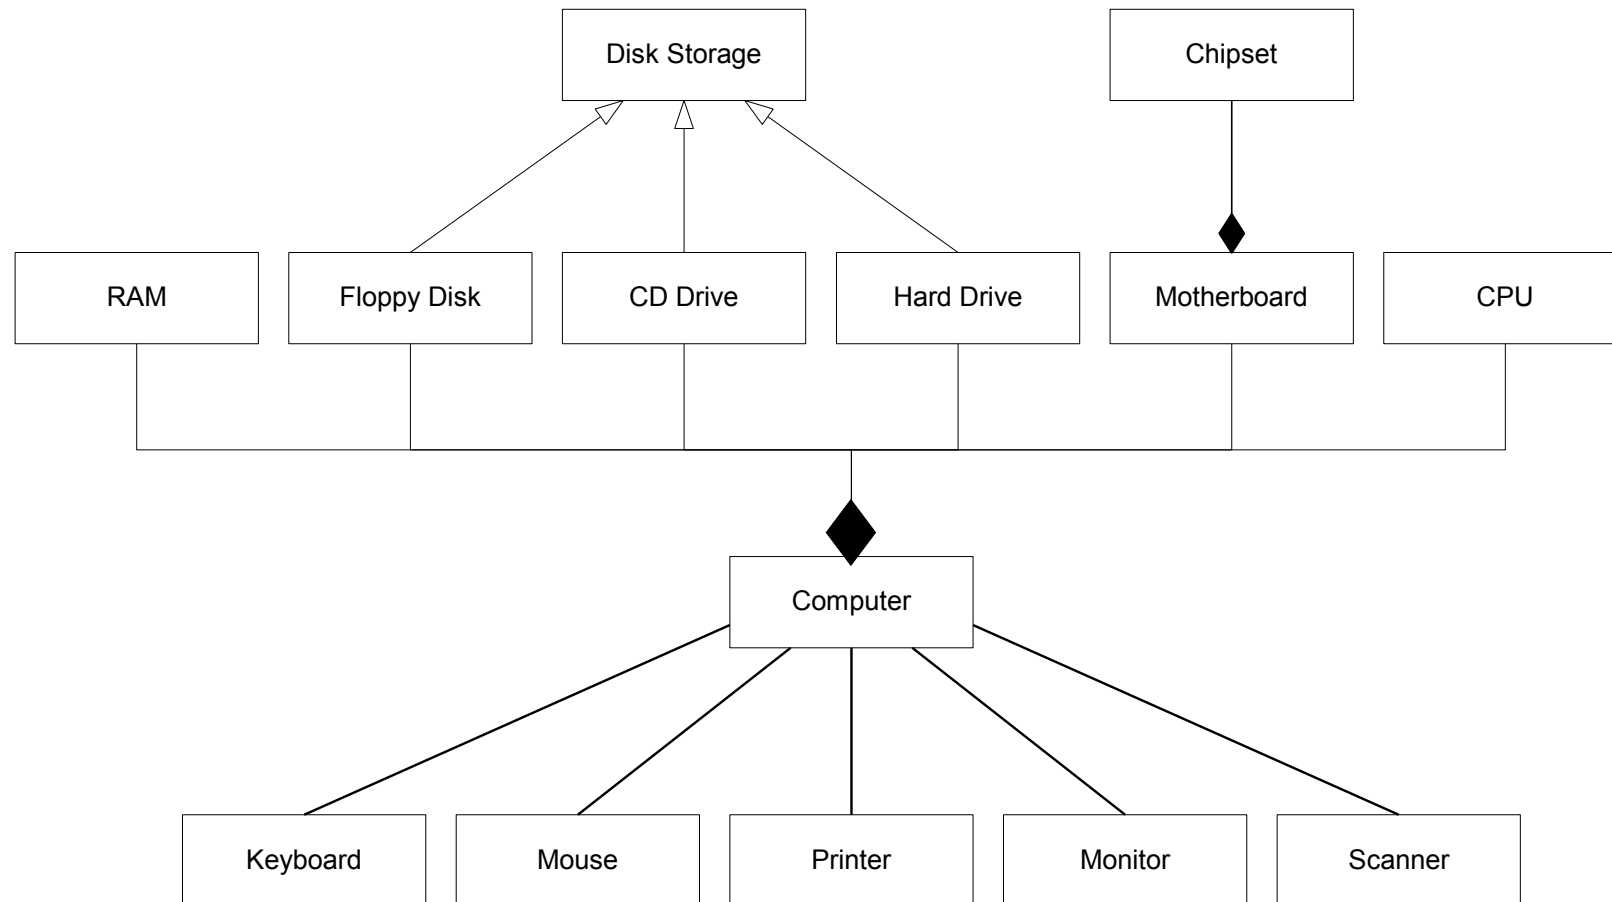 Disk Storage
Chipset
RAM
Floppy Disk
CD Drive
Hard Drive
Motherboard
CPU
Computer
Keyboard
Mouse
Printer
Monitor
Scanner